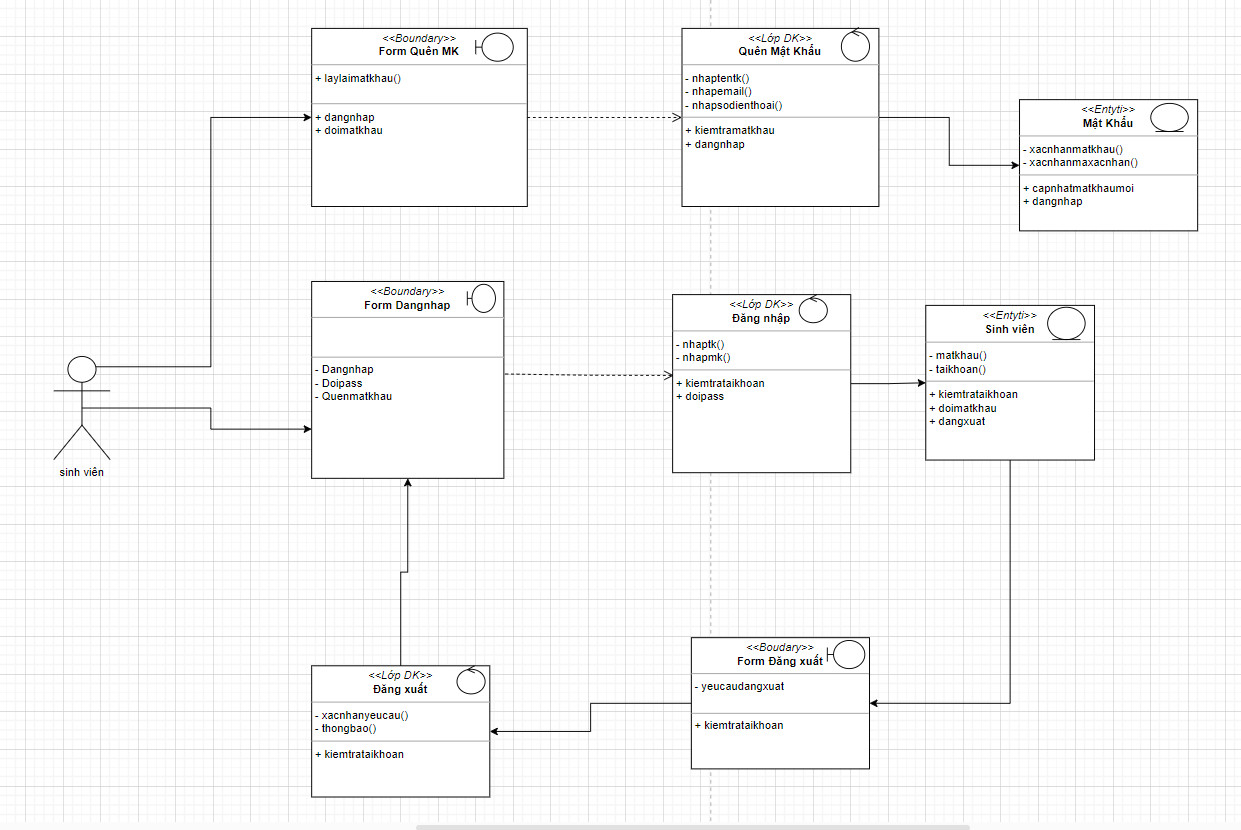 <<Boundary>>
Form Quên MK
+ laylaimatkhau()
+ dangnhap
+ doimatkhau
<<Lớp DK>>
Quên Mật Khẩu
- nhaptentk()
- nhapemail()
- nhapsodienthoai()
+ kiemtramatkhau
+ dangnhap
<<Entyti>>
Mật Khẩu
- xacnhanmatkhau()
- xacnhanmaxacnhan()
+ capnhatmatkhaumoi
+ dangnhap
<<Boundary>>
Form Dangnhap
- Dangnhap
- Doipass
- Quenmatkhau
<<Lớp DK>>
Đăng nhập
- nhaptk()
- nhapmk()
+ kiemtrataikhoan
+ doipass
<<Entyti>>
Sinh viên
- matkhau()
- taikhoan()
+ kiemtrataikhoan
+ doimatkhau
+ dangxuat
sinh viên
<<Lớp DK>>
Đăng xuất
- xacnhanyeucau()
- thongbao()
+ kiemtrataikhoan
<<Boudary>>
Form Đăng xuất
- yeucaudangxuat
+ kiemtrataikhoan